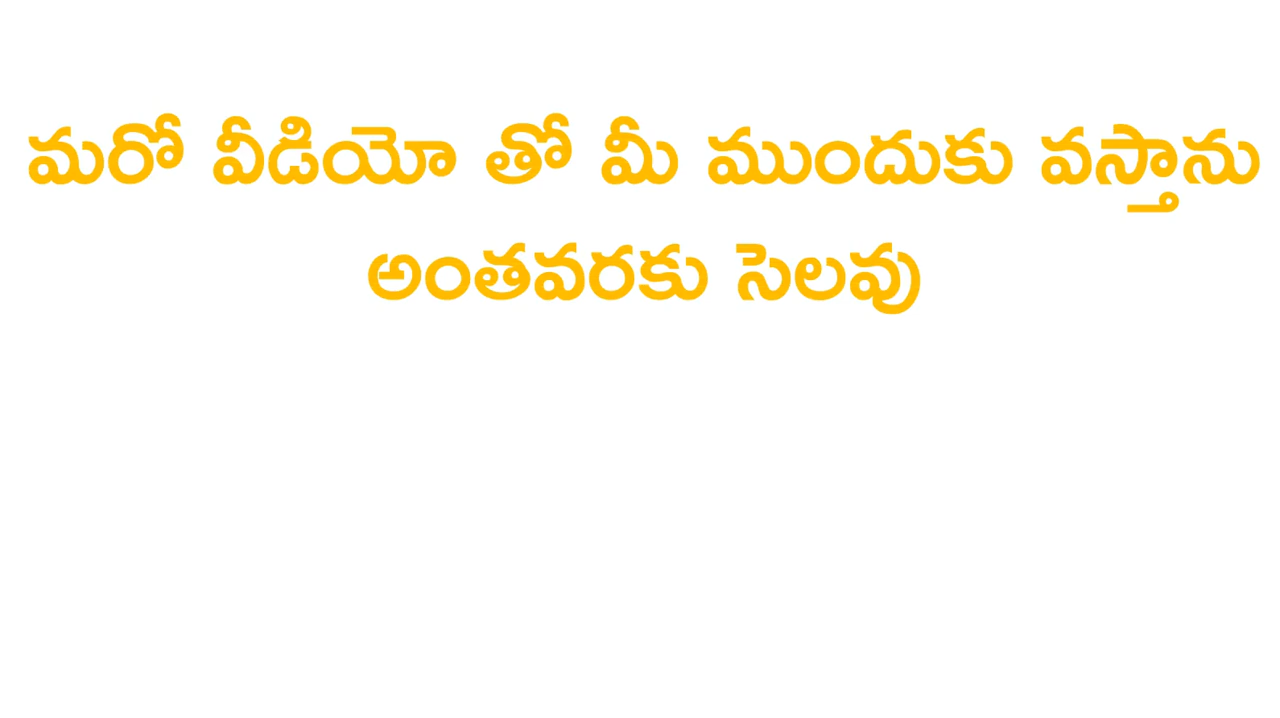 మరో వీడియో తో మీ ముందుకు వస్తాను
అంతవరకు సెలవు